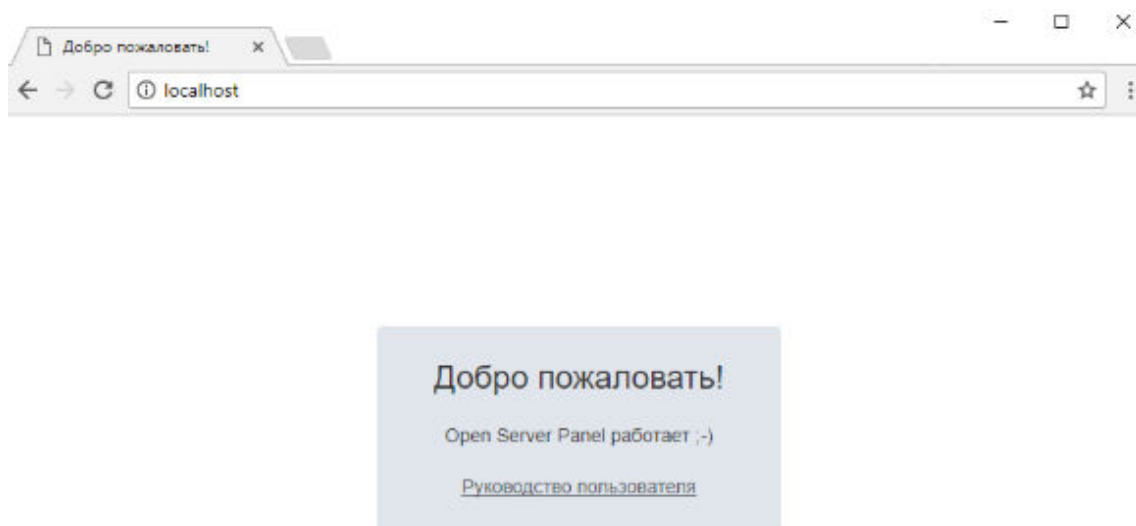 Добро пожаловать!
localhost
Добро пожаловать!
Open Server Panel работает ;-)
Руководство пользователя